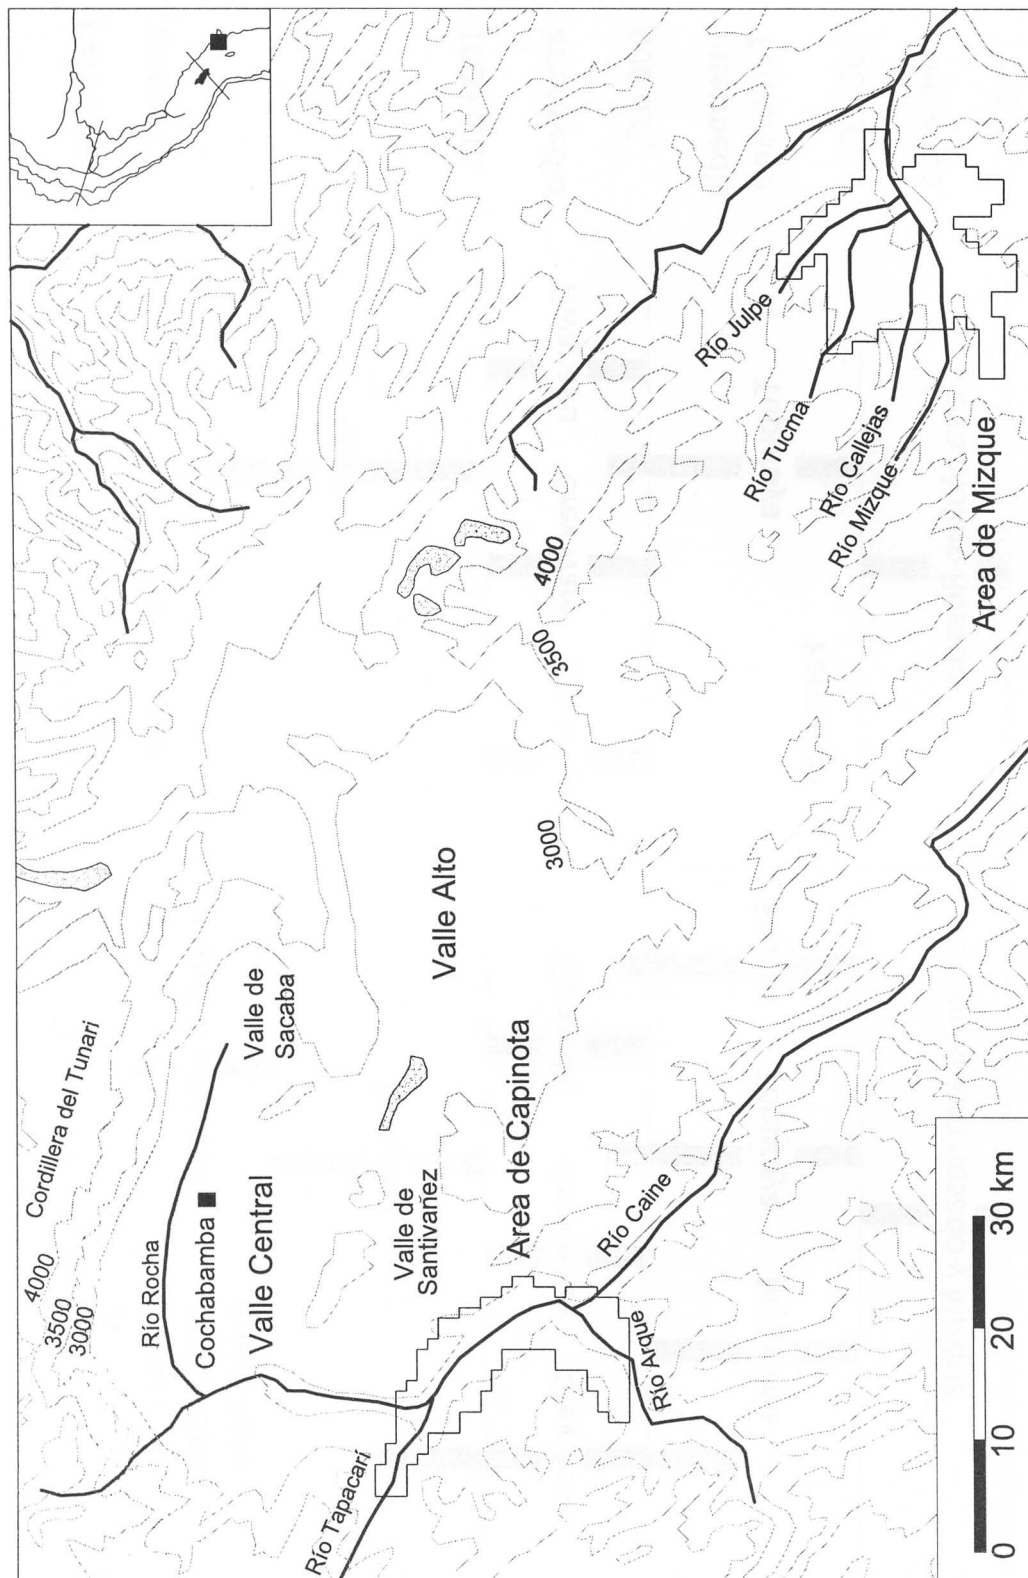 Cordillera del Tunari
4000
3500
3000
Río Rocha
Cochabamba
Valle Central
Valle de
Sacaba
Valle Alto
Valle de
Santivañez
Area de Capinota
Río Tapacarí
Río Arque
Río Caine
3000
3500
4000
Río Julpe
Río Tucma
Río Callejas
Río Mizque
Area de Mizque
0 10 20 30 km